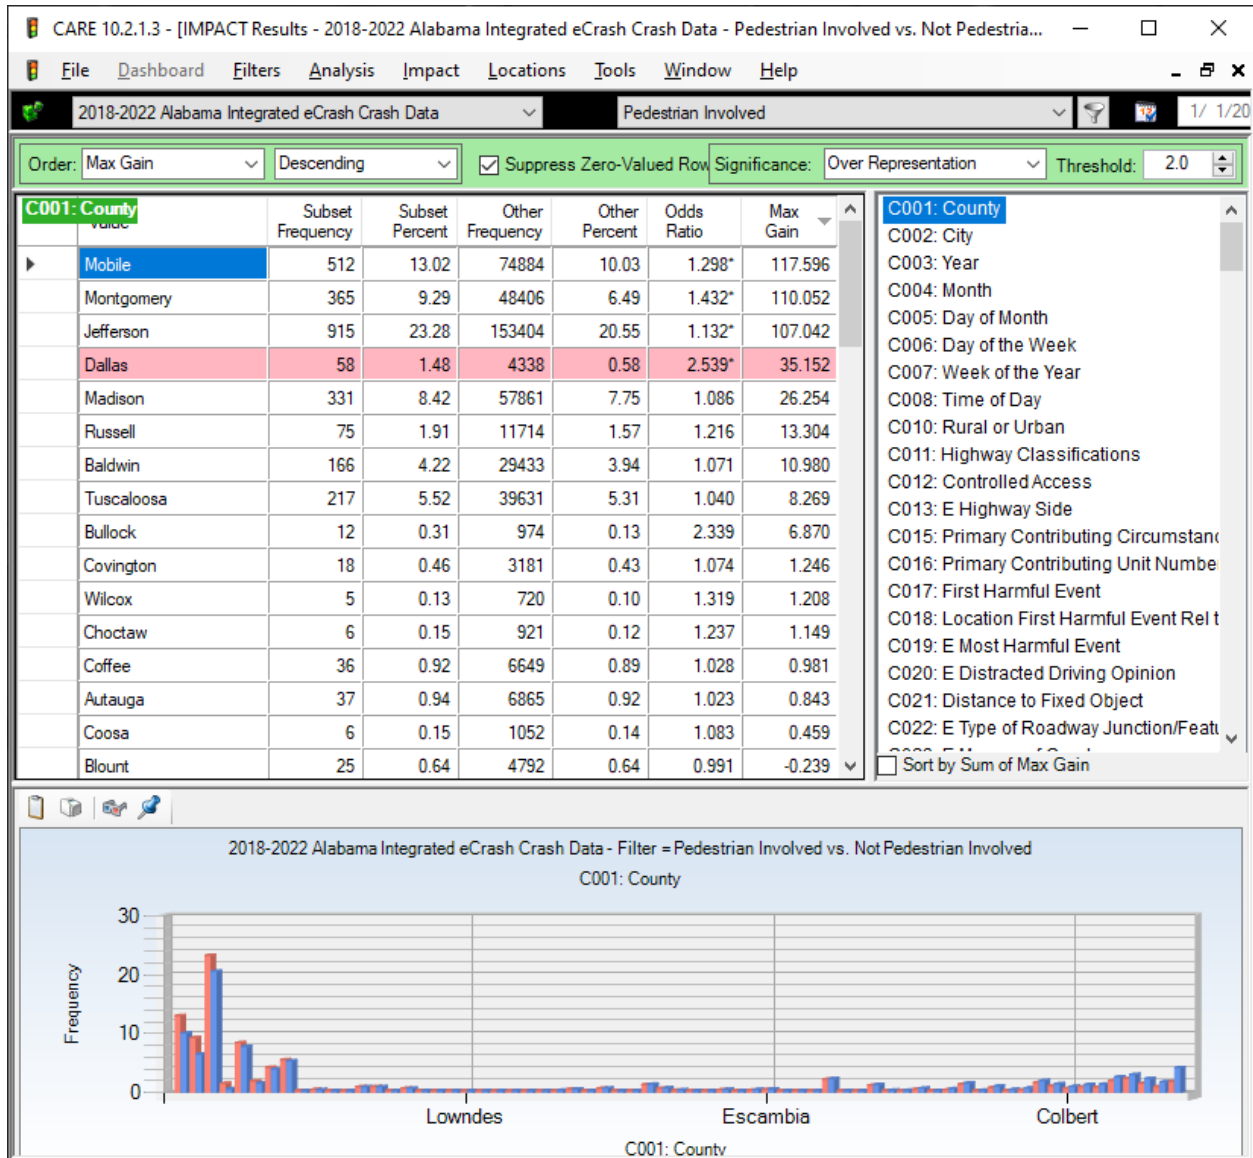 CARE 10.2.1.3 - [IMPACT Results - 2018-2022 Alabama Integrated eCrash Crash Data - Pedestrian Involved vs. Not Pedestria...
File Dashboard Filters Analysis Impact Locations Tools Window Help
2018-2022 Alabama Integrated eCrash Crash Data Pedestrian Involved 1/ 1/20
Order: Max Gain Descending Suppress Zero-Valued Row Significance: Over Representation Threshold: 2.0
C001: County Subset Frequency Subset Percent Other Frequency Other Percent Odds Ratio Max Gain
Mobile 512 13.02 74884 10.03 1.298* 117.596
Montgomery 365 9.29 48406 6.49 1.432* 110.052
Jefferson 915 23.28 153404 20.55 1.132* 107.042
Dallas 58 1.48 4338 0.58 2.539* 35.152
Madison 331 8.42 57861 7.75 1.086 26.254
Russell 75 1.91 11714 1.57 1.216 13.304
Baldwin 166 4.22 29433 3.94 1.071 10.980
Tuscaloosa 217 5.52 39631 5.31 1.040 8.269
Bullock 12 0.31 974 0.13 2.339 6.870
Covington 18 0.46 3181 0.43 1.074 1.246
Wilcox 5 0.13 720 0.10 1.319 1.208
Choctaw 6 0.15 921 0.12 1.237 1.149
Coffee 36 0.92 6649 0.89 1.028 0.981
Autauga 37 0.94 6865 0.92 1.023 0.843
Coosa 6 0.15 1052 0.14 1.083 0.459
Blount 25 0.64 4792 0.64 0.991 -0.239
C001: County
C002: City
C003: Year
C004: Month
C005: Day of Month
C006: Day of the Week
C007: Week of the Year
C008: Time of Day
C010: Rural or Urban
C011: Highway Classifications
C012: Controlled Access
C013: E Highway Side
C015: Primary Contributing Circumstanc
C016: Primary Contributing Unit Number
C017: First Harmful Event
C018: Location First Harmful Event Rel t
C019: E Most Harmful Event
C020: E Distracted Driving Opinion
C021: Distance to Fixed Object
C022: E Type of Roadway Junction/Featu
Sort by Sum of Max Gain
2018-2022 Alabama Integrated eCrash Crash Data - Filter = Pedestrian Involved vs. Not Pedestrian Involved
C001: County
Frequency
30
20
10
0
Lowndes Escambia Colbert
C001: County